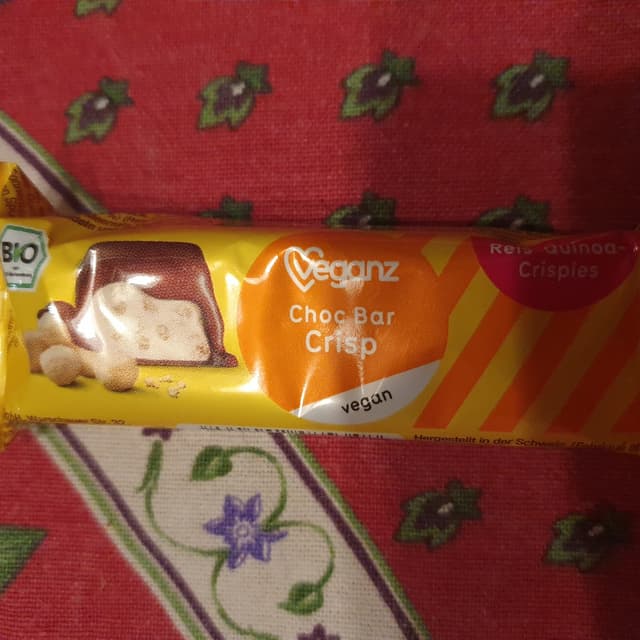 BIO
Veganz
Choc Bar
Crisp
vegan
Reis-Quinoa-
Crispies
Hergestellt in der Schweiz